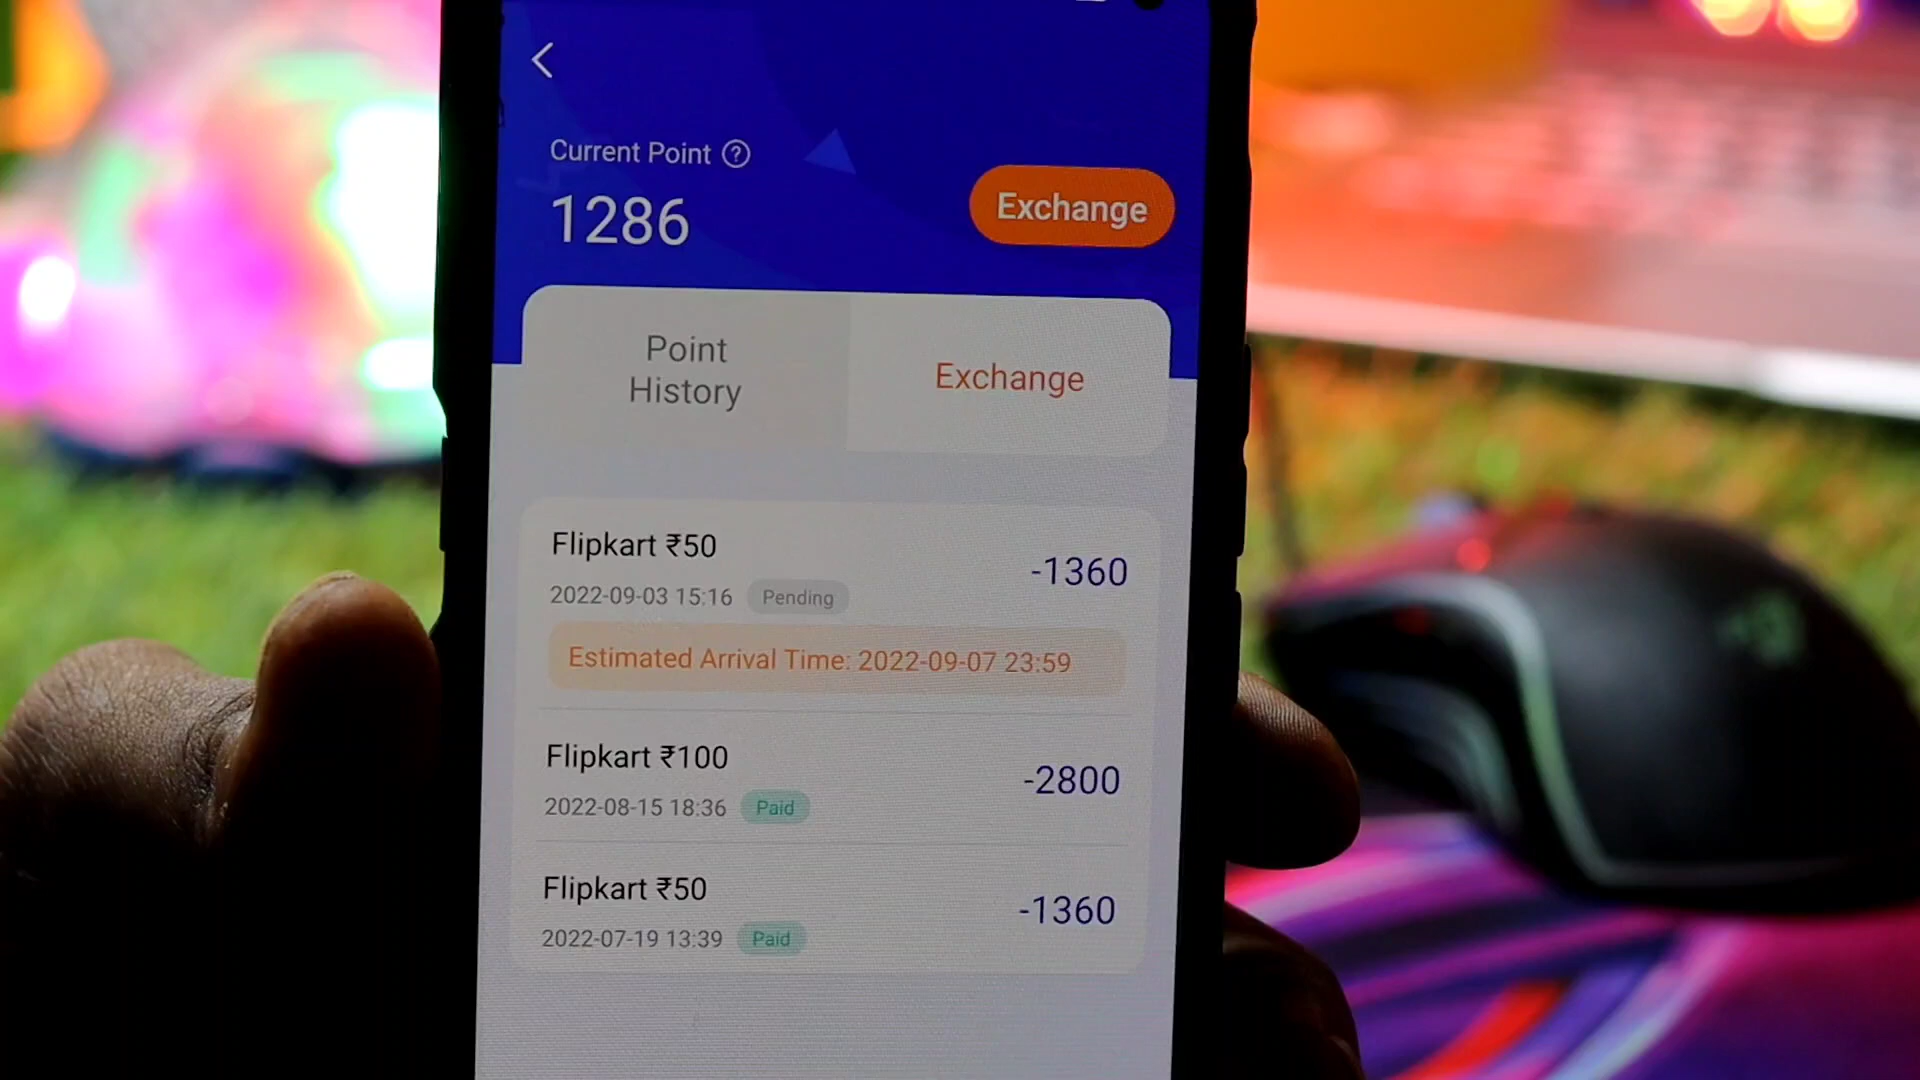 Current Point ?
1286
Exchange
Point
History
Exchange
Flipkart ₹50
-1360
2022-09-03 15:16 Pending
Estimated Arrival Time: 2022-09-07 23:59
Flipkart ₹100
-2800
2022-08-15 18:36 Paid
Flipkart ₹50
-1360
2022-07-19 13:39 Paid